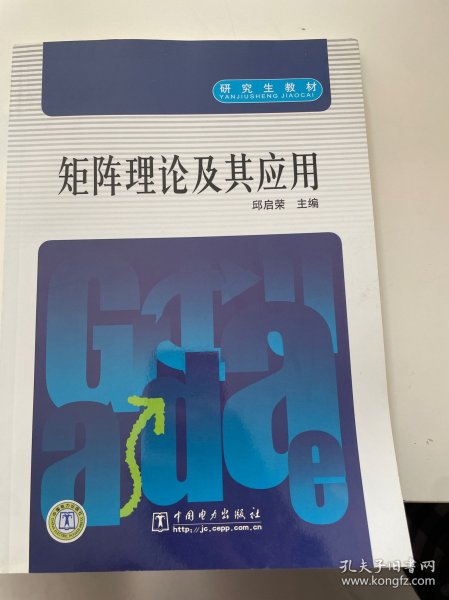 研究生教材
YANJIUSHENG JIAOCAI
矩阵理论及其应用
邱启荣 主编
中国电力出版社
http://jc.cepp.com.cn
孔夫子旧书网
www.kongfz.com